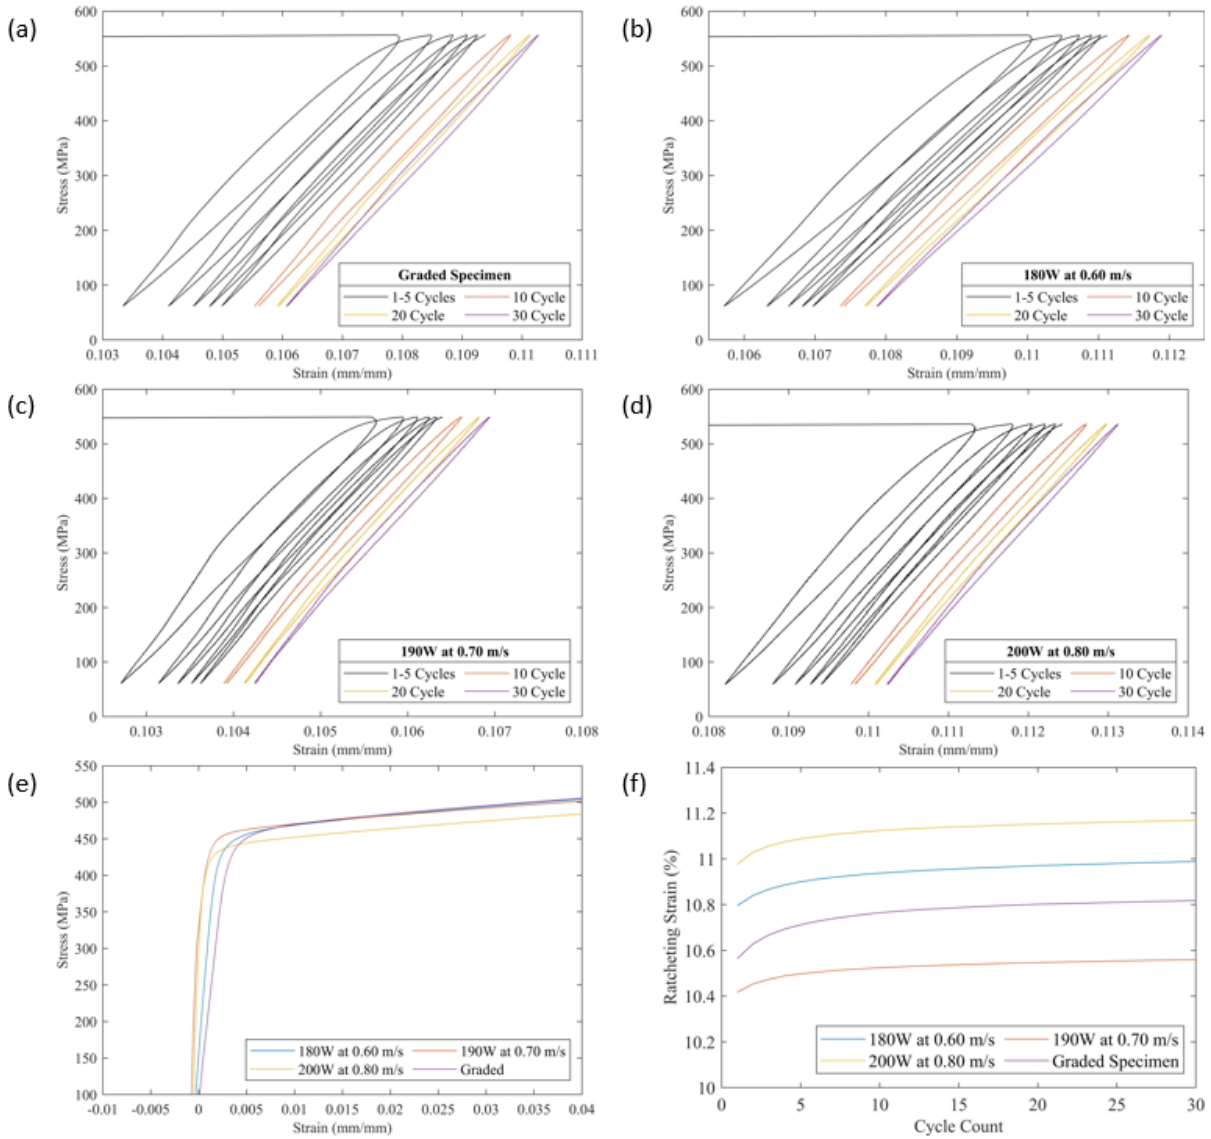 (a)
600
500
400
300
200
100
0
Stress (MPa)
Graded Specimen
1-5 Cycles
10 Cycle
20 Cycle
30 Cycle
0.103 0.104 0.105 0.106 0.107 0.108 0.109 0.11 0.111
Strain (mm/mm)
(b)
600
500
400
300
200
100
0
Stress (MPa)
180W at 0.60 m/s
1-5 Cycles
10 Cycle
20 Cycle
30 Cycle
0.106 0.107 0.108 0.109 0.11 0.111 0.112
Strain (mm/mm)
(c)
600
500
400
300
200
100
0
Stress (MPa)
190W at 0.70 m/s
1-5 Cycles
10 Cycle
20 Cycle
30 Cycle
0.103 0.104 0.105 0.106 0.107 0.108
Strain (mm/mm)
(d)
600
500
400
300
200
100
0
Stress (MPa)
200W at 0.80 m/s
1-5 Cycles
10 Cycle
20 Cycle
30 Cycle
0.108 0.109 0.11 0.111 0.112 0.113 0.114
Strain (mm/mm)
(e)
550
500
450
400
350
300
250
200
150
100
Stress (MPa)
180W at 0.60 m/s
190W at 0.70 m/s
200W at 0.80 m/s
Graded
-0.01 -0.005 0 0.005 0.01 0.015 0.02 0.025 0.03 0.035 0.04
Strain (mm/mm)
(f)
11.4
11.2
11
10.8
10.6
10.4
10.2
10
Ratcheting Strain (%)
180W at 0.60 m/s
190W at 0.70 m/s
200W at 0.80 m/s
Graded Specimen
0 5 10 15 20 25 30
Cycle Count